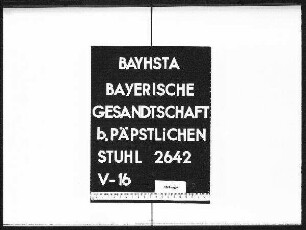 BAYHSTA
BAYERISCHE
GESANDTSCHAFT
b. PÄPSTLiCHEN
STUHL 2642
V-16